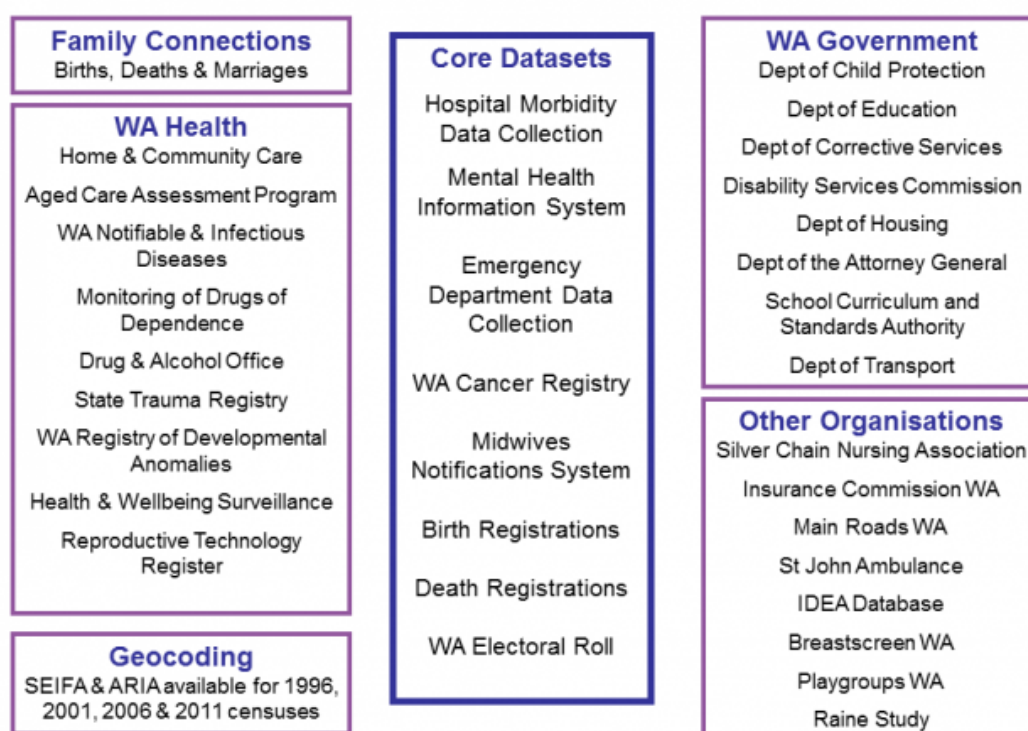 Family Connections
Births, Deaths & Marriages
WA Health
Home & Community Care
Aged Care Assessment Program
WA Notifiable & Infectious
Diseases
Monitoring of Drugs of
Dependence
Drug & Alcohol Office
State Trauma Registry
WA Registry of Developmental
Anomalies
Health & Wellbeing Surveillance
Reproductive Technology
Register
Geocoding
SEIFA & ARIA available for 1996,
2001, 2006 & 2011 censuses
Core Datasets
Hospital Morbidity
Data Collection
Mental Health
Information System
Emergency
Department Data
Collection
WA Cancer Registry
Midwives
Notifications System
Birth Registrations
Death Registrations
WA Electoral Roll
WA Government
Dept of Child Protection
Dept of Education
Dept of Corrective Services
Disability Services Commission
Dept of Housing
Dept of the Attorney General
School Curriculum and
Standards Authority
Dept of Transport
Other Organisations
Silver Chain Nursing Association
Insurance Commission WA
Main Roads WA
St John Ambulance
IDEA Database
Breastscreen WA
Playgroups WA
Raine Study